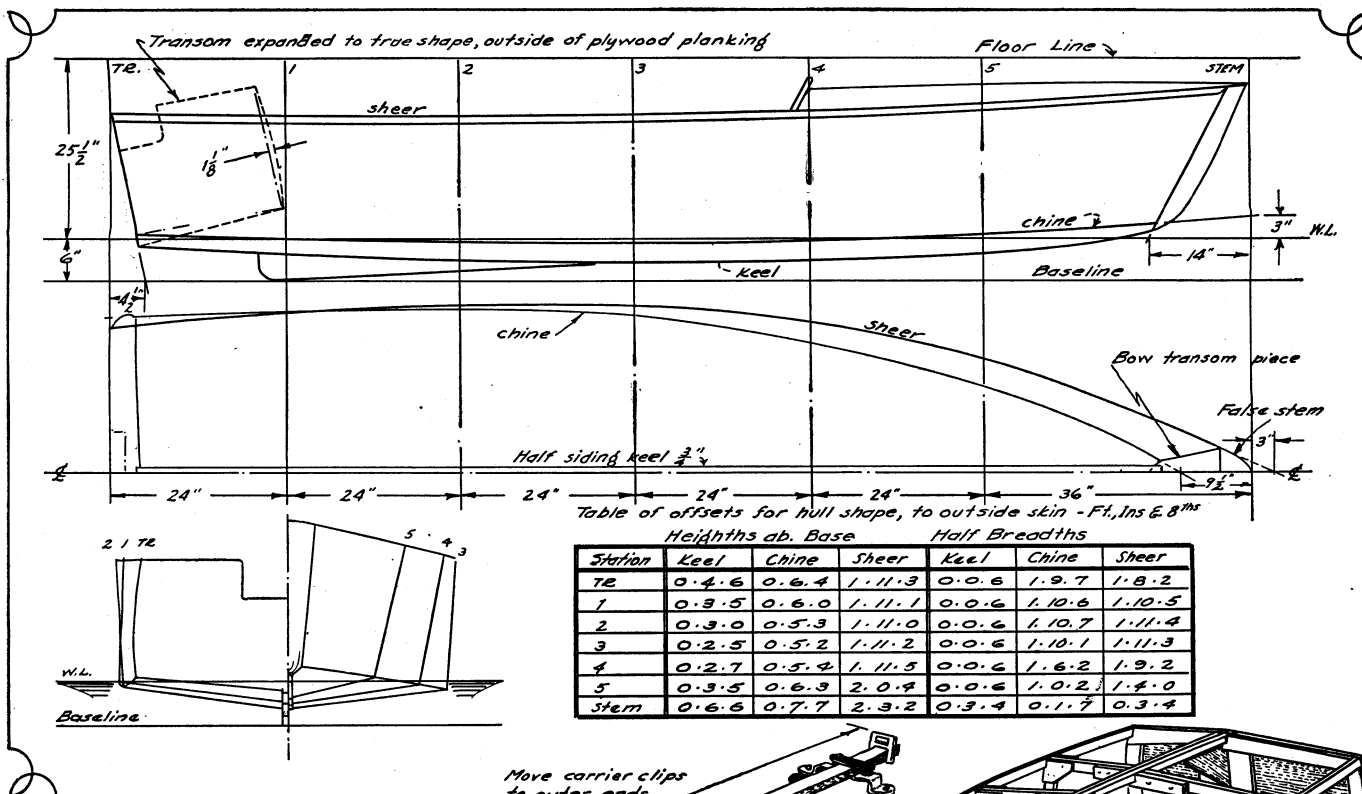 Transom expanded to true shape, outside of plywood planking
Floor Line
TR.
1
2
3
4
5
STEM
sheer
25 1/2"
1 1/8"
chine
3"
W.L.
6"
keel
14"
Baseline
4 1/2"
chine
sheer
Bow transom piece
False stem
3"
Half siding keel 3/4"
℄
℄
24"
24"
24"
24"
24"
36"
9 1/2"
Table of offsets for hull shape, to outside skin - Ft., Ins & 8ths
Heighths ab. Base Half Breadths
Station Keel Chine Sheer Keel Chine Sheer
TR 0.4.6 0.6.4 1.11.3 0.0.6 1.9.7 1.8.2
1 0.3.5 0.6.0 1.11.1 0.0.6 1.10.6 1.10.5
2 0.3.0 0.5.3 1.11.0 0.0.6 1.10.7 1.11.4
3 0.2.5 0.5.2 1.11.2 0.0.6 1.10.1 1.11.3
4 0.2.7 0.5.4 1.11.5 0.0.6 1.6.2 1.9.2
5 0.3.5 0.6.3 2.0.4 0.0.6 1.0.2 1.4.0
Stem 0.6.6 0.7.7 2.3.2 0.3.4 0.1.7 0.3.4
2 1 TR
5 . 4 . 3
W.L.
Baseline
Move carrier clips
to outer ends